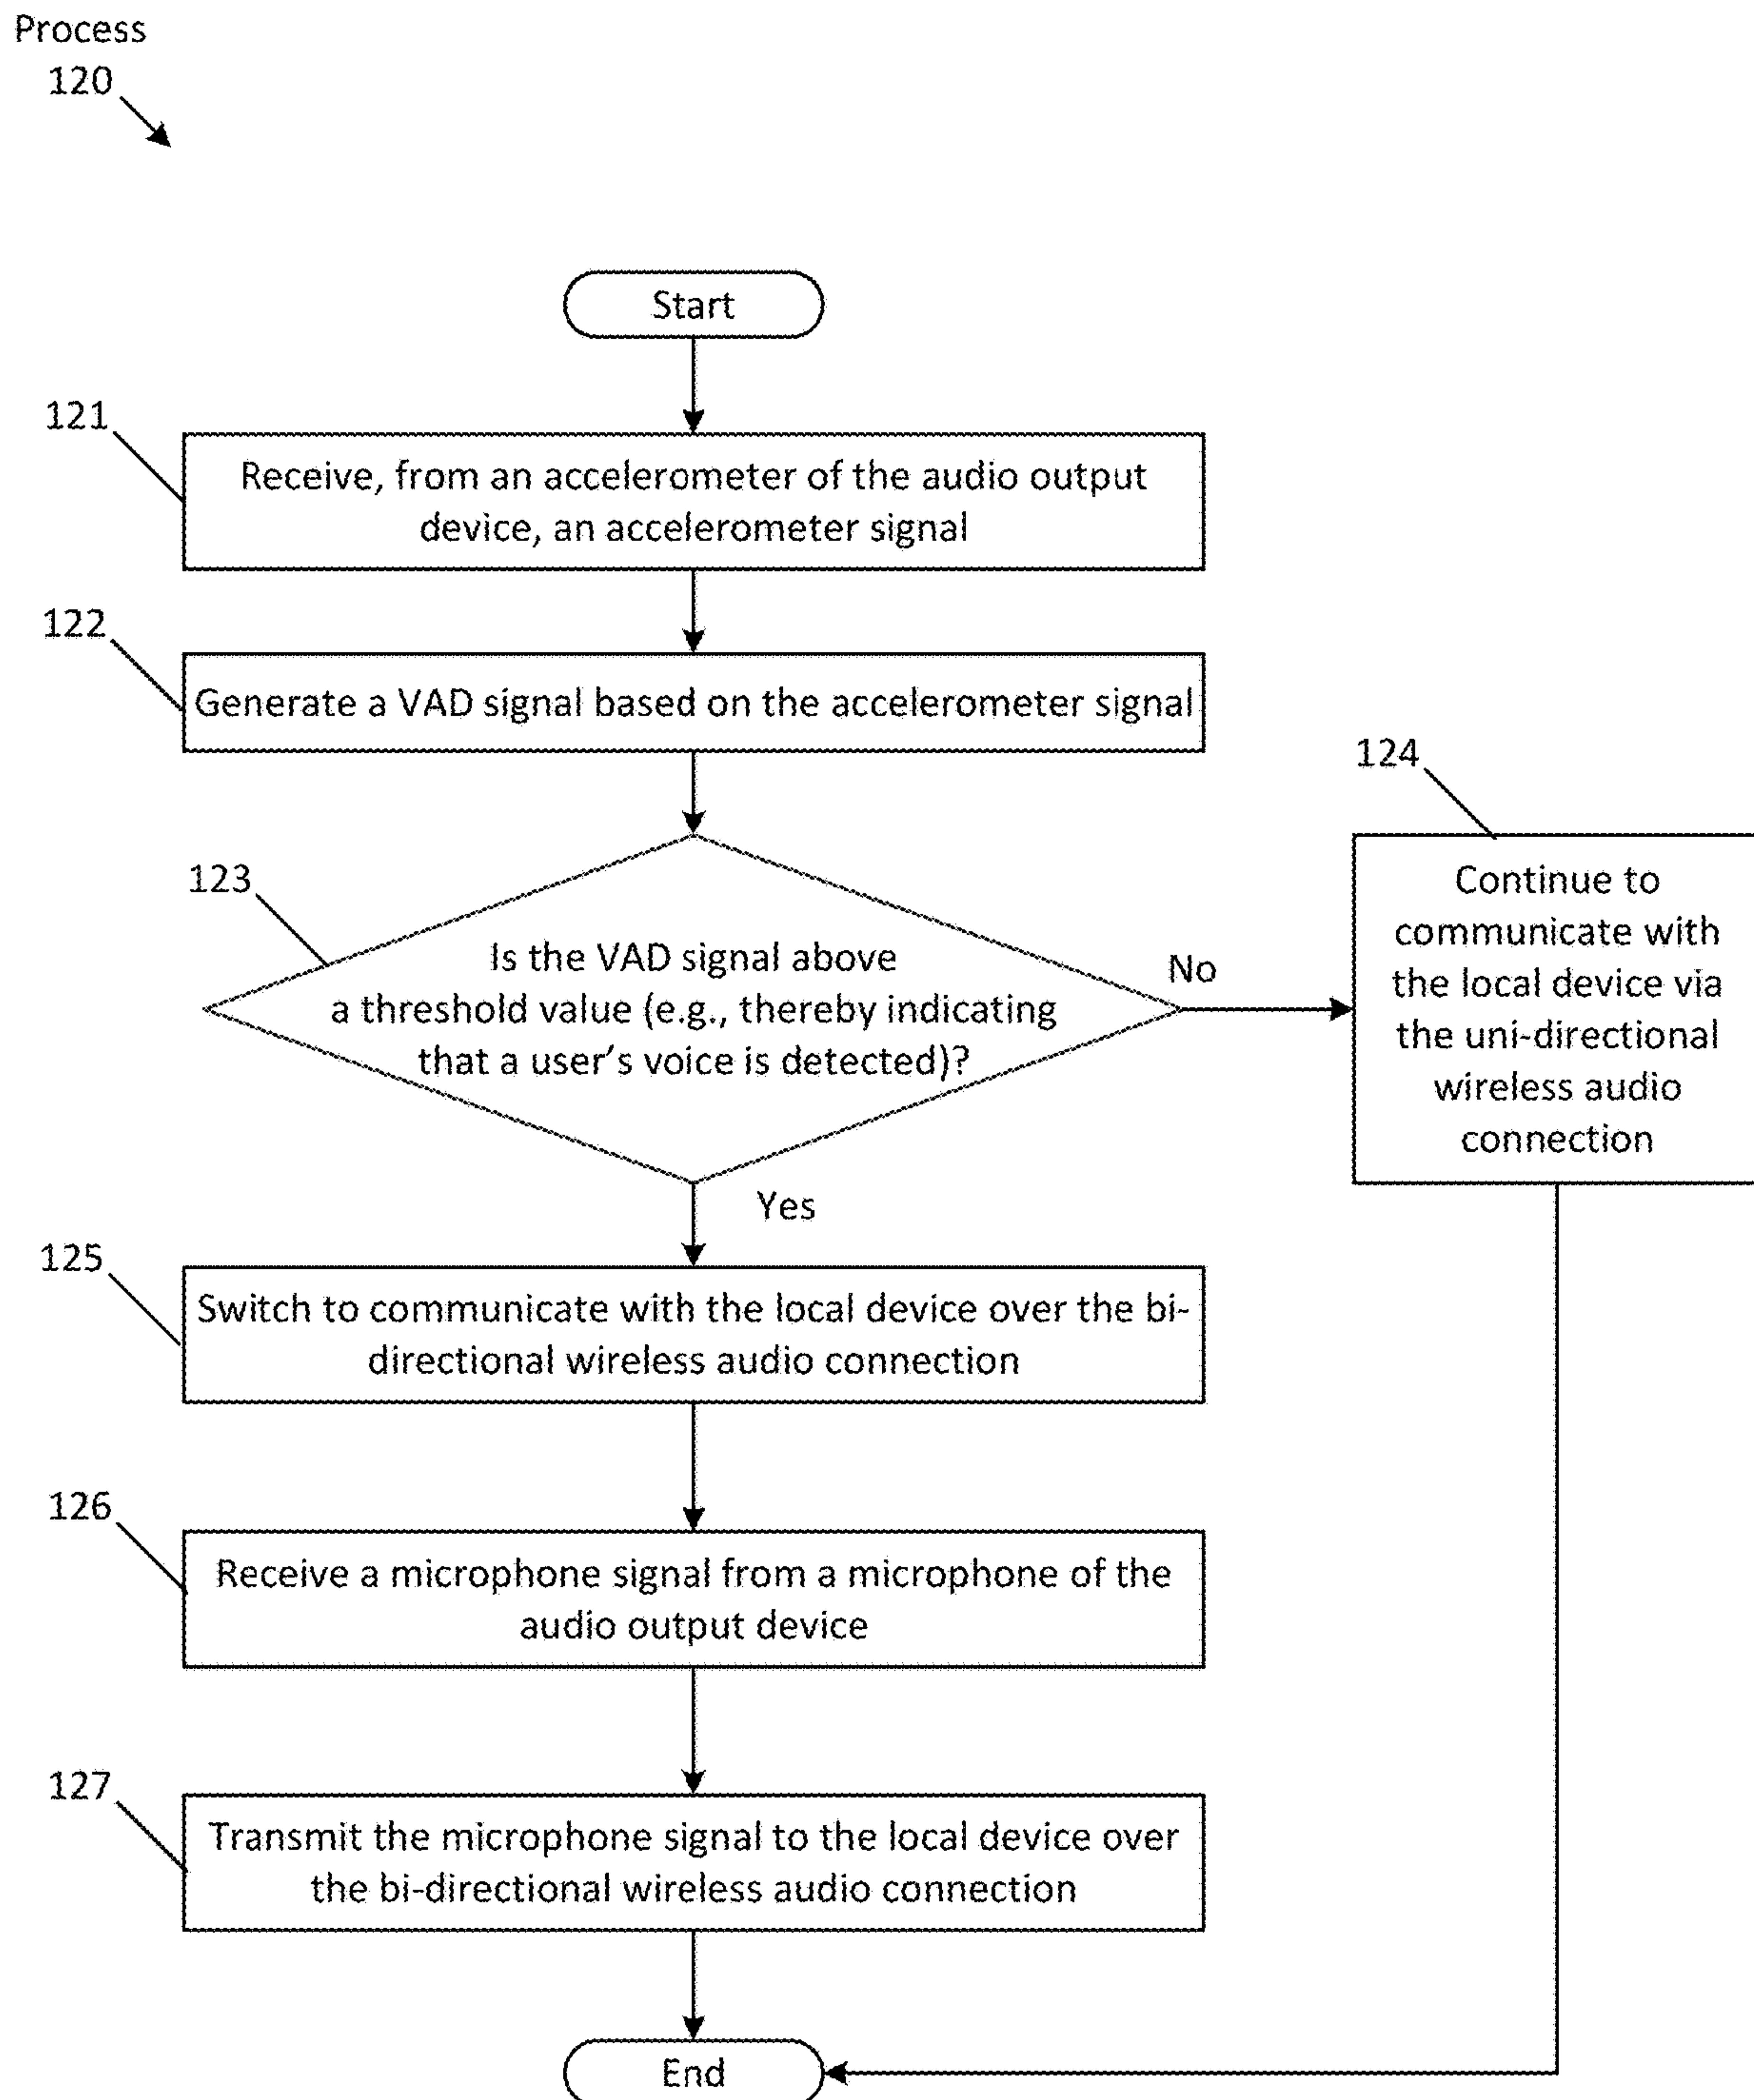 Process
120
Start
121
Receive, from an accelerometer of the audio output
device, an accelerometer signal
122
Generate a VAD signal based on the accelerometer signal
123
Is the VAD signal above
a threshold value (e.g., thereby indicating
that a user's voice is detected)?
No
124
Continue to
communicate with
the local device via
the uni-directional
wireless audio
connection
Yes
125
Switch to communicate with the local device over the bi-
directional wireless audio connection
126
Receive a microphone signal from a microphone of the
audio output device
127
Transmit the microphone signal to the local device over
the bi-directional wireless audio connection
End